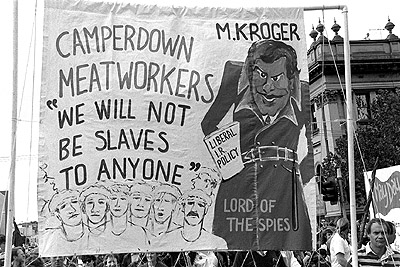 CAMPERDOWN
MEATWORKERS
"WE WILL NOT
BE SLAVES
TO ANYONE"
M.KROGER
LIBERAL
I.R.
POLICY
LORD OF
THE SPIES